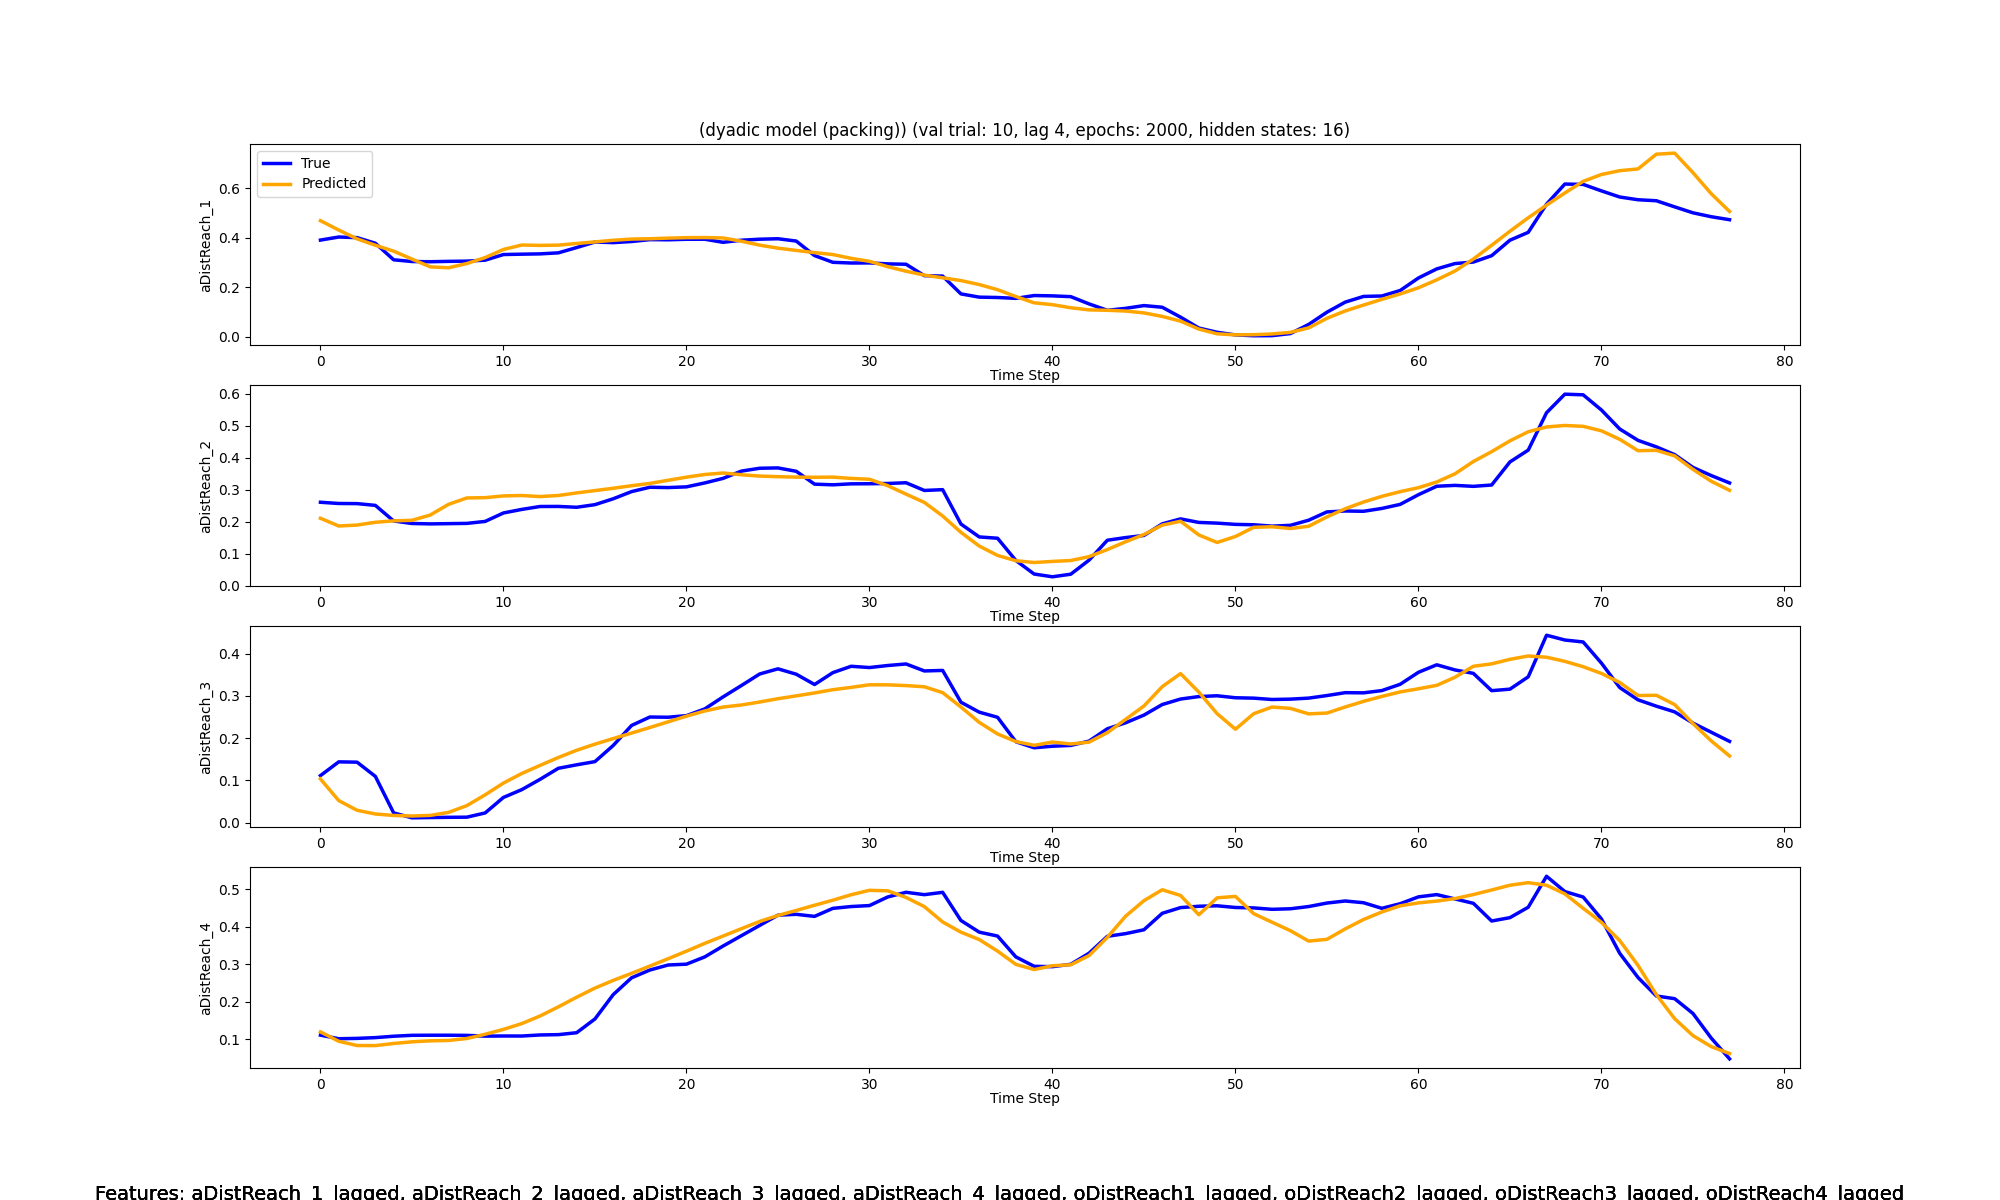 (dyadic model (packing)) (val trial: 10, lag 4, epochs: 2000, hidden states: 16)
True
Predicted
aDistReach_1
0.6
0.4
0.2
0.0
0 10 20 30 40 50 60 70 80
Time Step
aDistReach_2
0.6
0.5
0.4
0.3
0.2
0.1
0.0
0 10 20 30 40 50 60 70 80
Time Step
aDistReach_3
0.4
0.3
0.2
0.1
0.0
0 10 20 30 40 50 60 70 80
Time Step
aDistReach_4
0.5
0.4
0.3
0.2
0.1
0 10 20 30 40 50 60 70 80
Time Step
Features: aDistReach_1_lagged, aDistReach_2_lagged, aDistReach_3_lagged, aDistReach_4_lagged, oDistReach1_lagged, oDistReach2_lagged, oDistReach3_lagged, oDistReach4_lagged